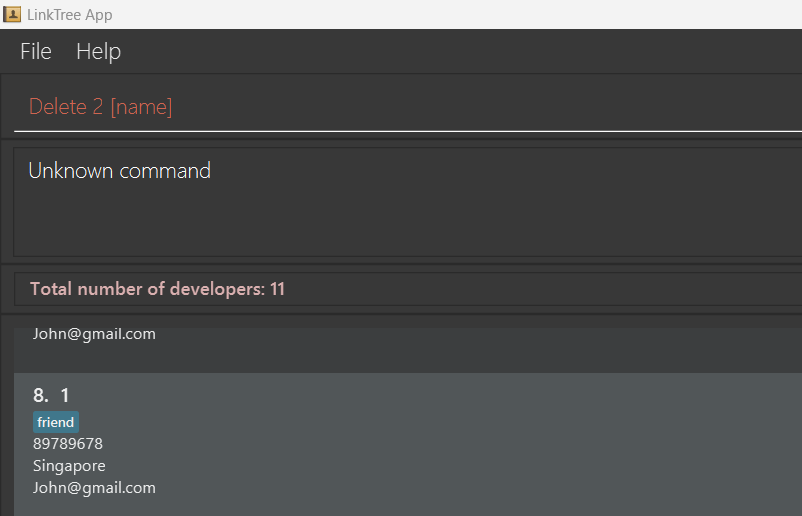 LinkTree App
File Help
Delete 2 [name]
Unknown command
Total number of developers: 11
John@gmail.com
8. 1
friend
89789678
Singapore
John@gmail.com